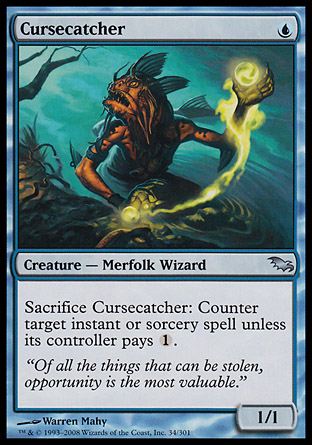 Cursecatcher
Creature — Merfolk Wizard
Sacrifice Cursecatcher: Counter
target instant or sorcery spell unless
its controller pays 1.
“Of all the things that can be stolen,
opportunity is the most valuable.”
Warren Mahy
™ & © 1993–2008 Wizards of the Coast, Inc. 34/301
1/1